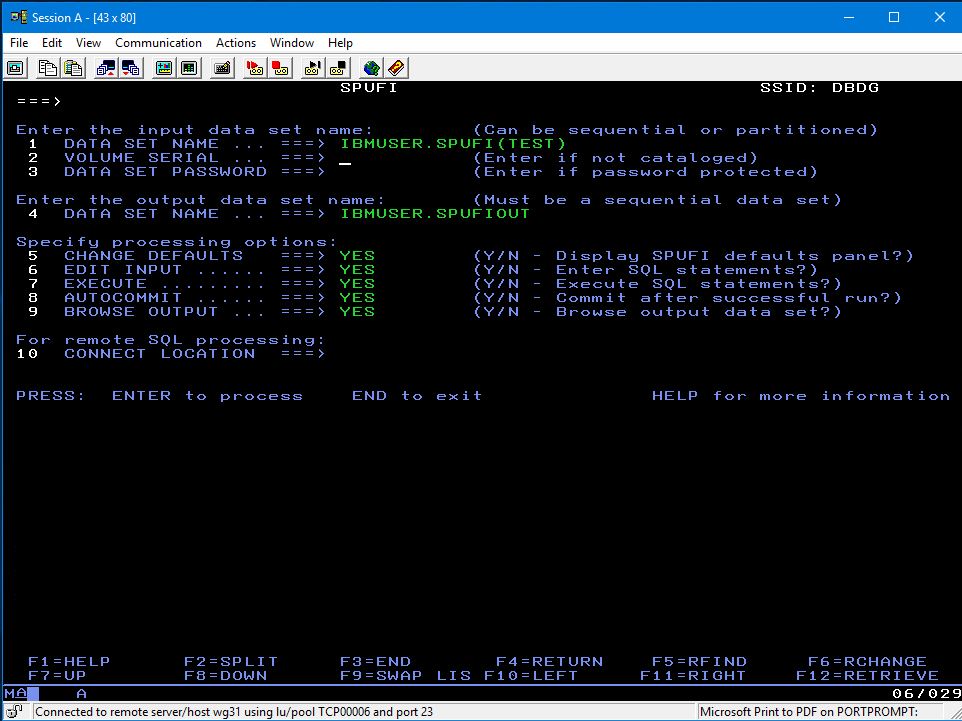 Session A - [43 x 80]
File Edit View Communication Actions Window Help
SPUFI SSID: DBDG
===>
Enter the input data set name: (Can be sequential or partitioned)
1 DATA SET NAME ... ===> IBMUSER.SPUFI(TEST)
2 VOLUME SERIAL ... ===> _ (Enter if not cataloged)
3 DATA SET PASSWORD ===> (Enter if password protected)
Enter the output data set name: (Must be a sequential data set)
4 DATA SET NAME ... ===> IBMUSER.SPUFIOUT
Specify processing options:
5 CHANGE DEFAULTS ===> YES (Y/N - Display SPUFI defaults panel?)
6 EDIT INPUT ...... ===> YES (Y/N - Enter SQL statements?)
7 EXECUTE ......... ===> YES (Y/N - Execute SQL statements?)
8 AUTOCOMMIT ...... ===> YES (Y/N - Commit after successful run?)
9 BROWSE OUTPUT ... ===> YES (Y/N - Browse output data set?)
For remote SQL processing:
10 CONNECT LOCATION ===>
PRESS: ENTER to process END to exit HELP for more information
F1=HELP F2=SPLIT F3=END F4=RETURN F5=RFIND F6=RCHANGE
F7=UP F8=DOWN F9=SWAP LIS F10=LEFT F11=RIGHT F12=RETRIEVE
MA A 06/029
Connected to remote server/host wg31 using lu/pool TCP00006 and port 23 Microsoft Print to PDF on PORTPROMPT: